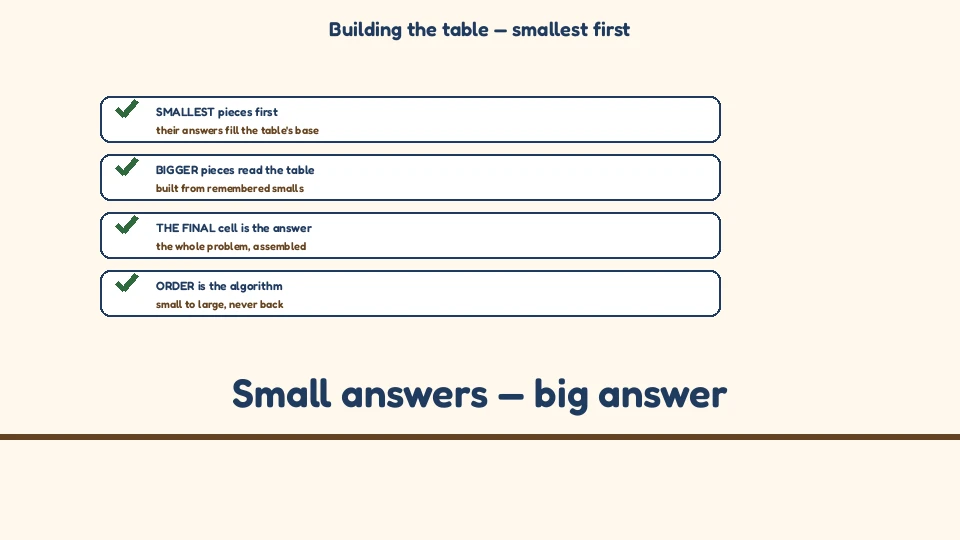 Building the table — smallest first
SMALLEST pieces first
their answers fill the table's base
BIGGER pieces read the table
built from remembered smalls
THE FINAL cell is the answer
the whole problem, assembled
ORDER is the algorithm
small to large, never back
Small answers — big answer